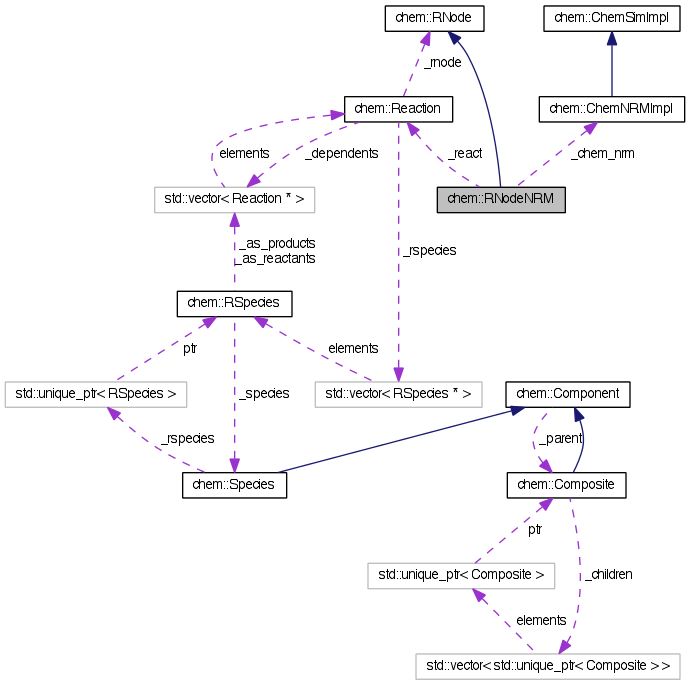 chem::RNode
chem::ChemSimImpl
_rnode
chem::Reaction
chem::ChemNRMImpl
elements
_dependents
_react
_chem_nrm
std::vector< Reaction * >
chem::RNodeNRM
_as_products
_as_reactants
_rspecies
chem::RSpecies
ptr
elements
std::unique_ptr< RSpecies >
_species
std::vector< RSpecies * >
chem::Component
_rspecies
_parent
chem::Species
chem::Composite
ptr
std::unique_ptr< Composite >
_children
elements
std::vector< std::unique_ptr< Composite > >